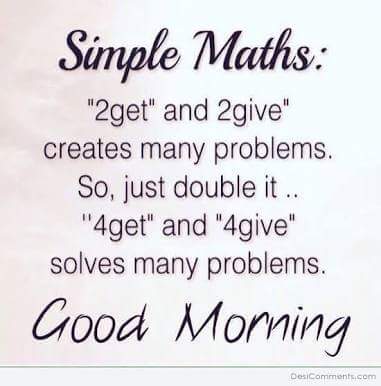 Simple Maths:
"2get" and 2give"
creates many problems.
So, just double it ..
"4get" and "4give"
solves many problems.
Good Morning
DesiComments.com